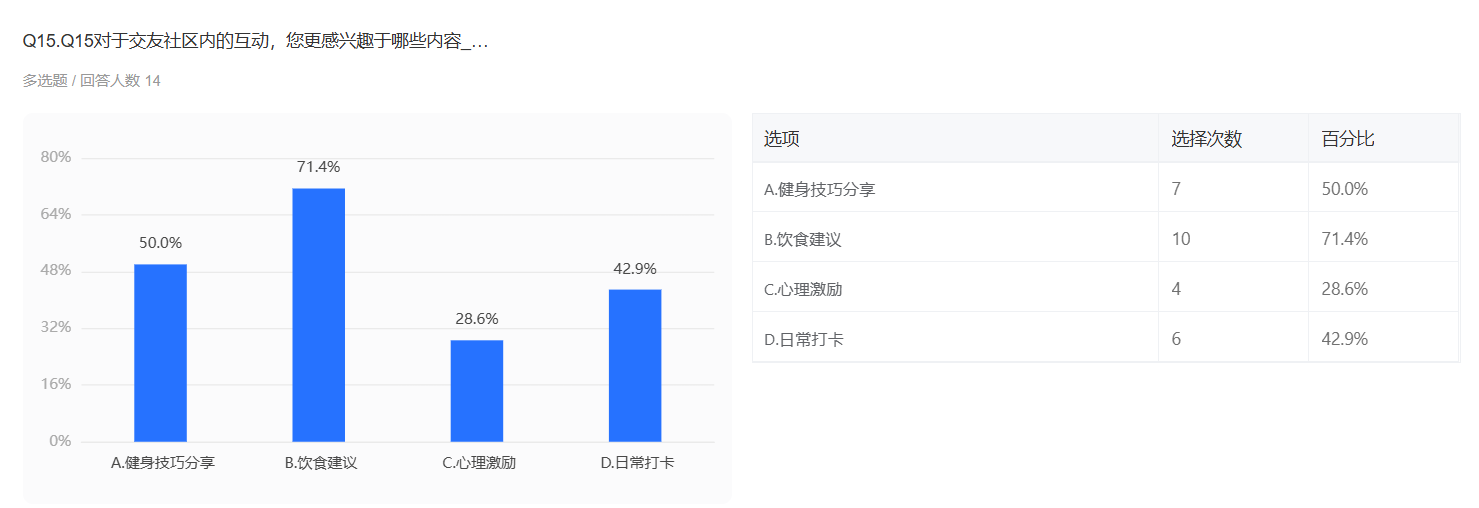 Q15.Q15对于交友社区内的互动，您更感兴趣于哪些内容_…
多选题 / 回答人数 14
80%
64%
48%
32%
16%
0%
50.0%
71.4%
28.6%
42.9%
A.健身技巧分享
B.饮食建议
C.心理激励
D.日常打卡
选项 选择次数 百分比
A.健身技巧分享 7 50.0%
B.饮食建议 10 71.4%
C.心理激励 4 28.6%
D.日常打卡 6 42.9%